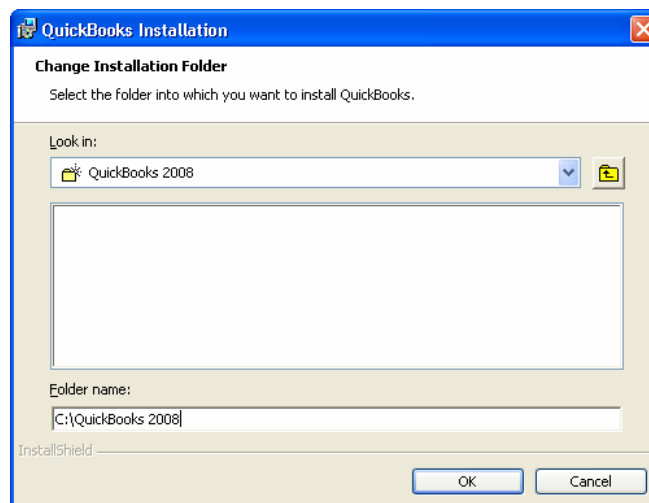 QuickBooks Installation
Change Installation Folder
Select the folder into which you want to install QuickBooks.
Look in:
QuickBooks 2008
Folder name:
C:\QuickBooks 2008
InstallShield
OK Cancel